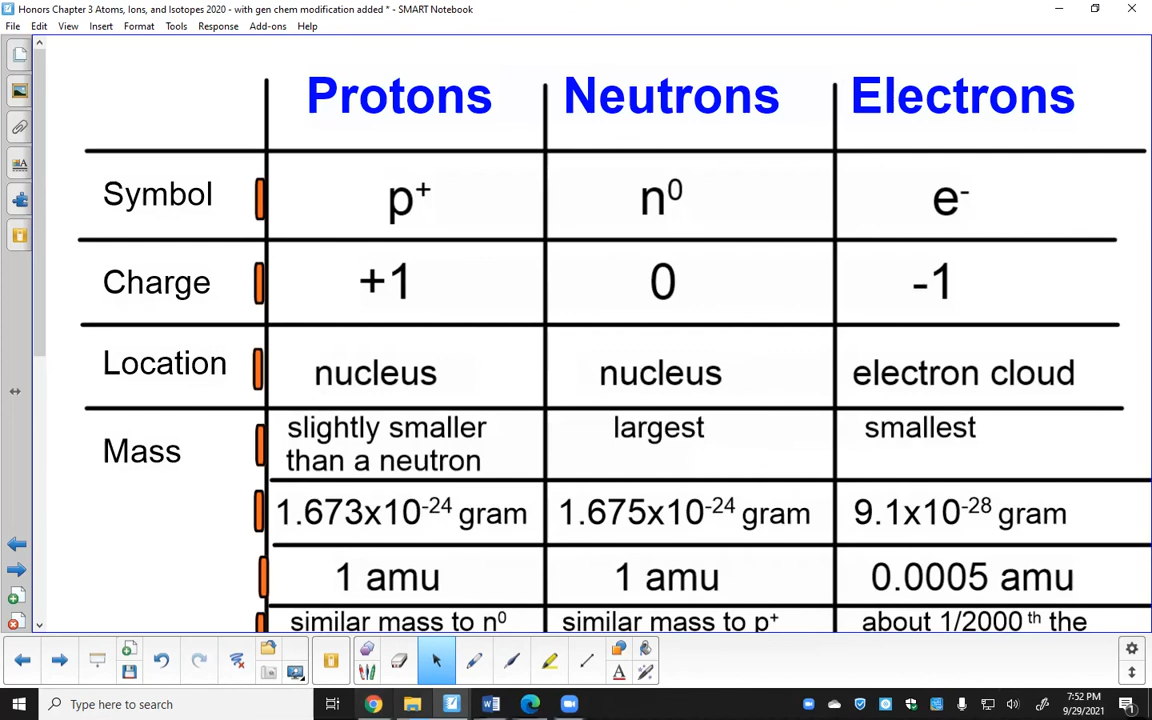 Honors Chapter 3 Atoms, Ions, and Isotopes 2020 - with gen chem modification added * - SMART Notebook
File Edit View Insert Format Tools Response Add-ons Help
Protons Neutrons Electrons
Symbol p⁺ n⁰ e⁻
Charge +1 0 -1
Location nucleus nucleus electron cloud
Mass slightly smaller than a neutron largest smallest
1.673x10⁻²⁴ gram 1.675x10⁻²⁴ gram 9.1x10⁻²⁸ gram
1 amu 1 amu 0.0005 amu
similar mass to n⁰ similar mass to p⁺ about 1/2000 ᵗʰ the
Type here to search
7:52 PM
9/29/2021